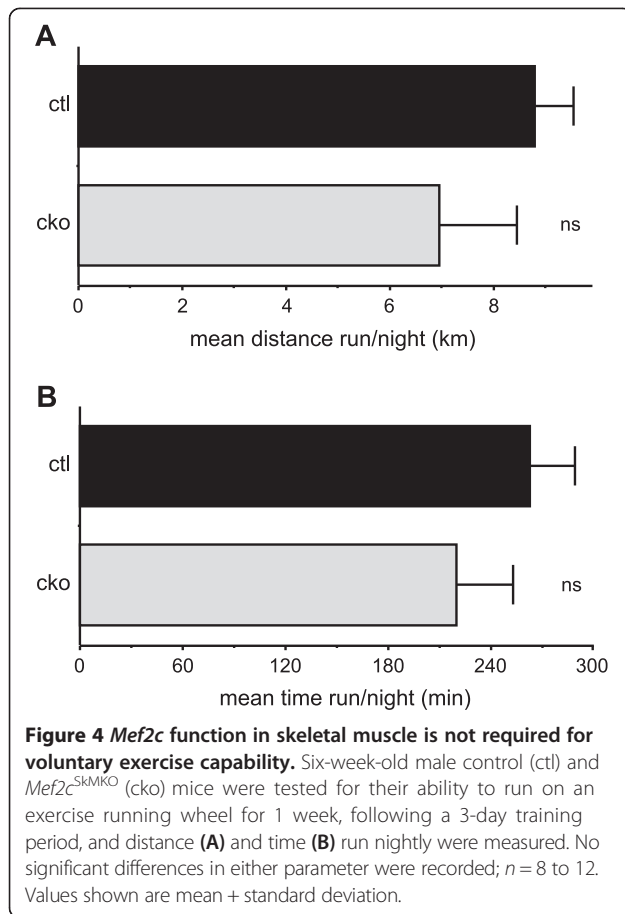 A
ctl
cko
ns
0 2 4 6 8
mean distance run/night (km)
B
ctl
cko
ns
0 60 120 180 240 300
mean time run/night (min)
Figure 4 Mef2c function in skeletal muscle is not required for
voluntary exercise capability. Six-week-old male control (ctl) and
Mef2c^SkMKO (cko) mice were tested for their ability to run on an
exercise running wheel for 1 week, following a 3-day training
period, and distance (A) and time (B) run nightly were measured. No
significant differences in either parameter were recorded; n = 8 to 12.
Values shown are mean + standard deviation.